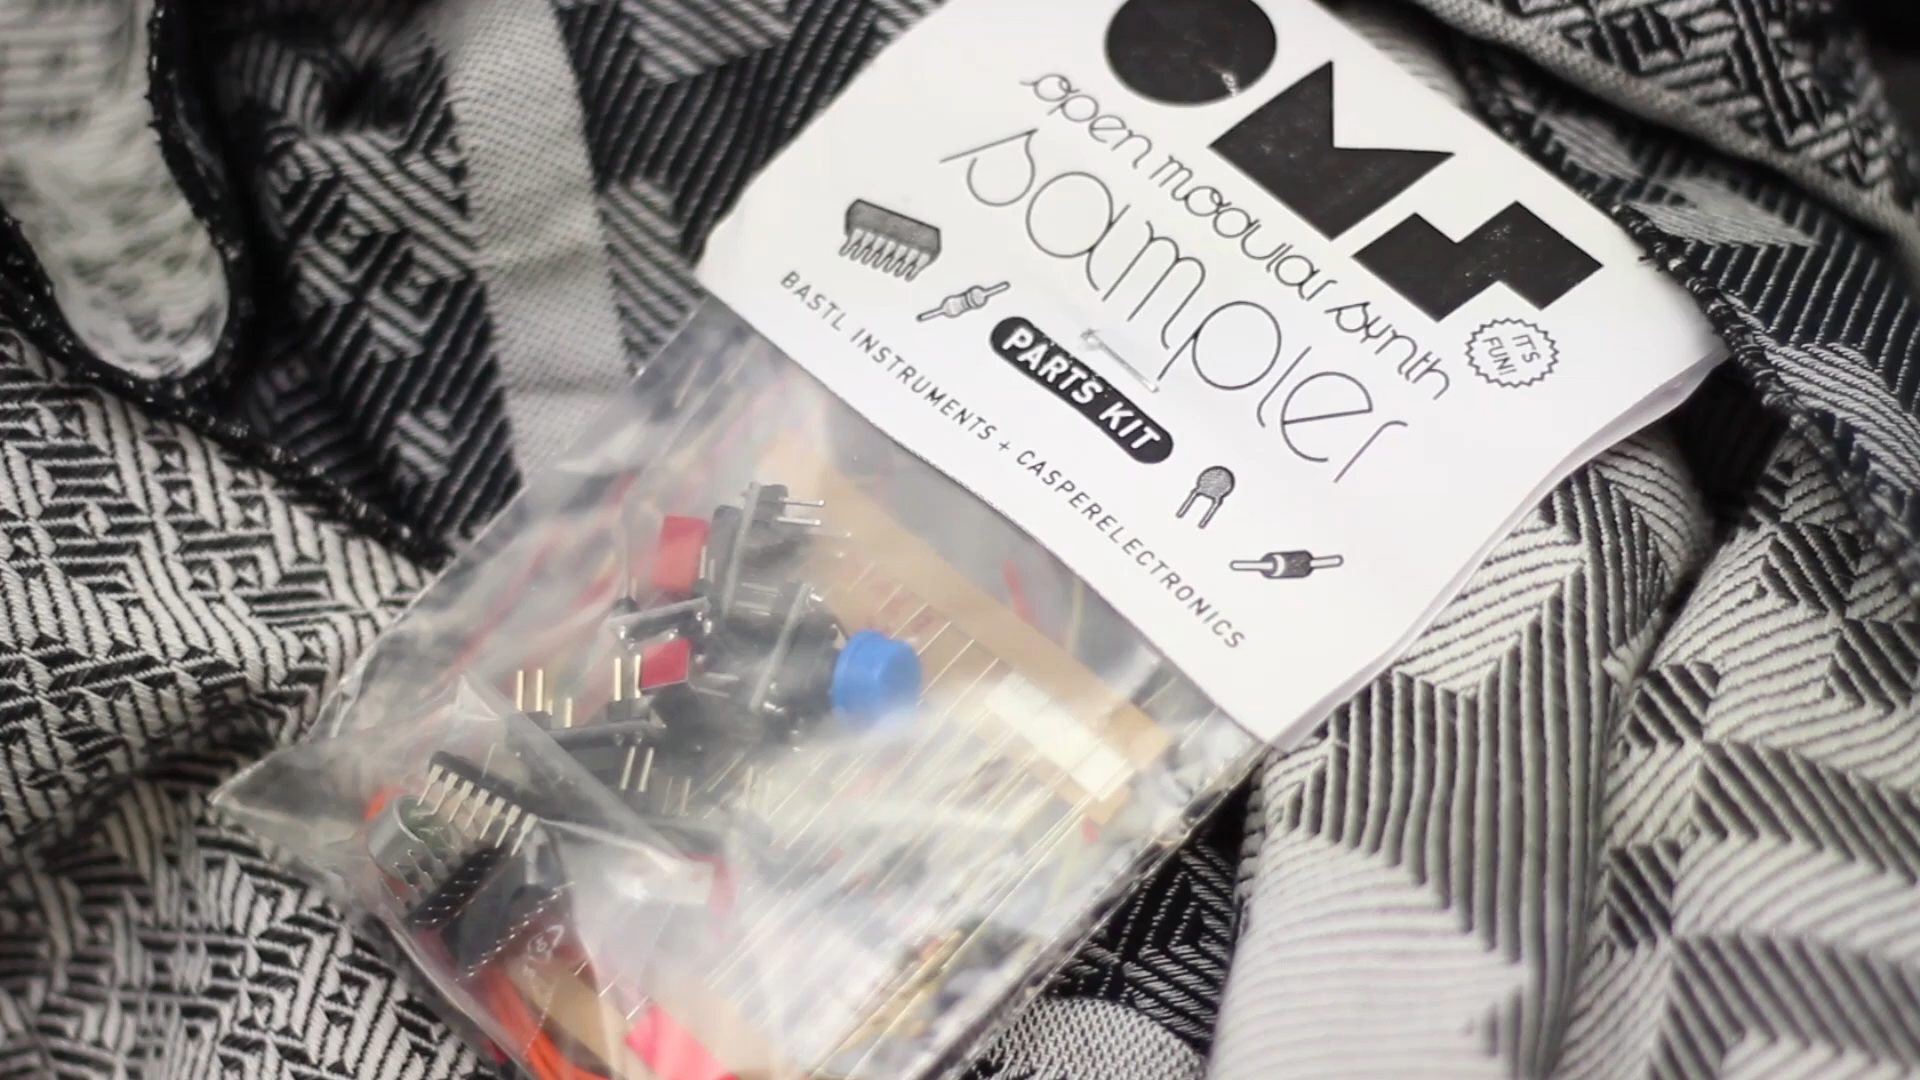 OMS
open modular synth
sampler
IT'S
FUN!
PARTS KIT
BASTL INSTRUMENTS + CASPERELECTRONICS